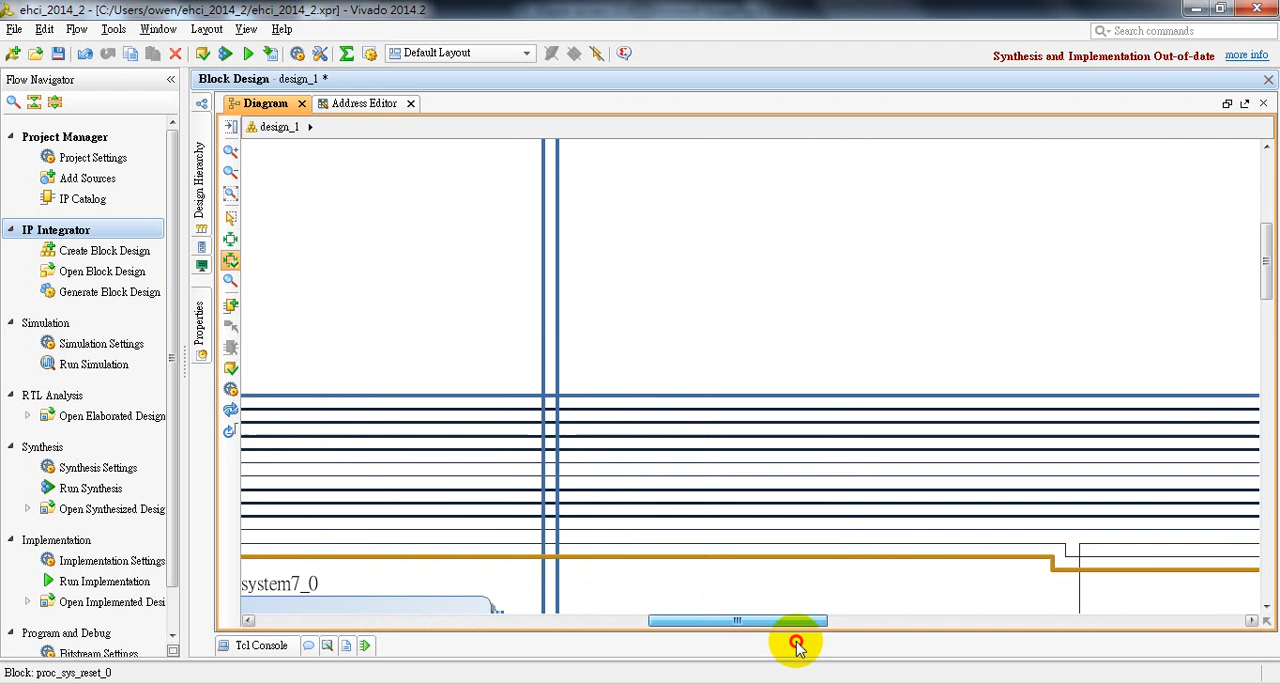 ehci_2014_2 - [C:/Users/owen/ehci_2014_2/ehci_2014_2.xpr] - Vivado 2014.2
File Edit Flow Tools Window Layout View Help
Search commands
Default Layout
Synthesis and Implementation Out-of-date more info
Flow Navigator
Block Design - design_1 *
Diagram
Address Editor
design_1
Project Manager
Project Settings
Add Sources
IP Catalog
IP Integrator
Create Block Design
Open Block Design
Generate Block Design
Simulation
Simulation Settings
Run Simulation
RTL Analysis
Open Elaborated Design
Synthesis
Synthesis Settings
Run Synthesis
Open Synthesized Desig
Implementation
Implementation Settings
Run Implementation
Open Implemented Desi
Program and Debug
Bitstream Settings
Design Hierarchy
Properties
system7_0
Tcl Console
Block: proc_sys_reset_0